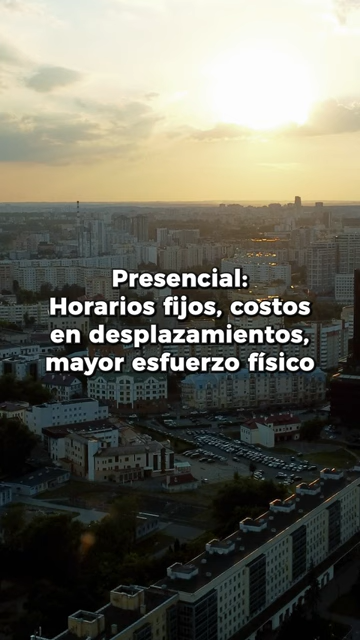 Presencial:
Horarios fijos, costos
en desplazamientos,
mayor esfuerzo físico